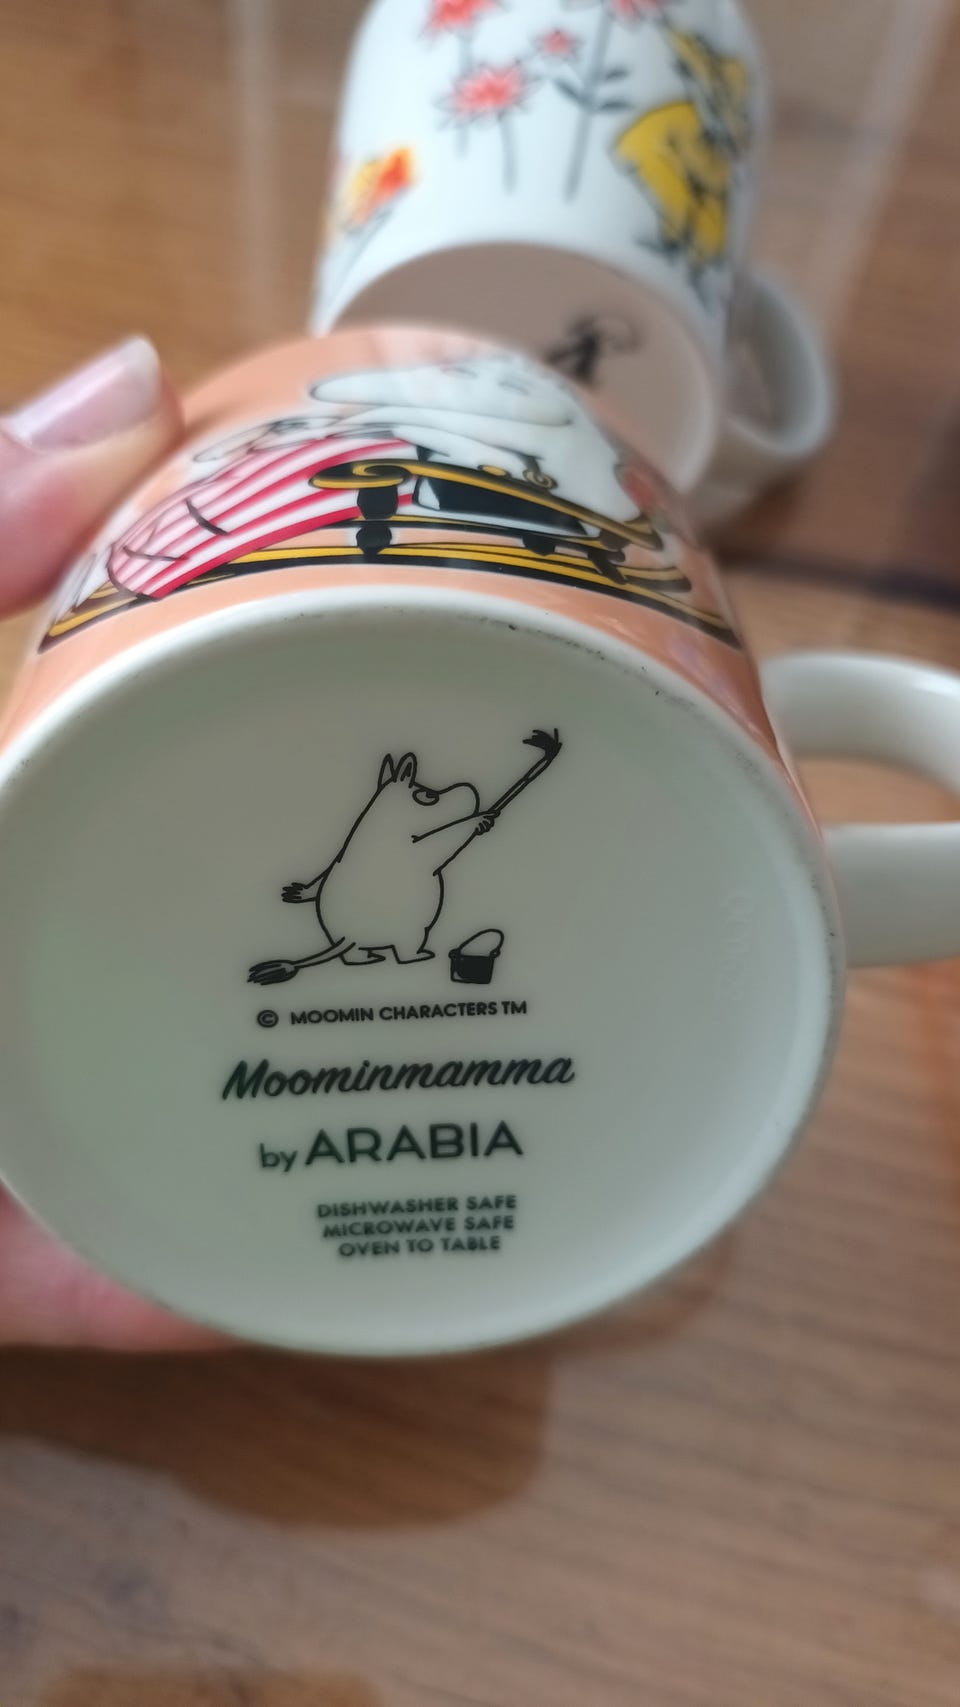 © MOOMIN CHARACTERS TM
Moominmamma
by ARABIA
DISHWASHER SAFE
MICROWAVE SAFE
OVEN TO TABLE